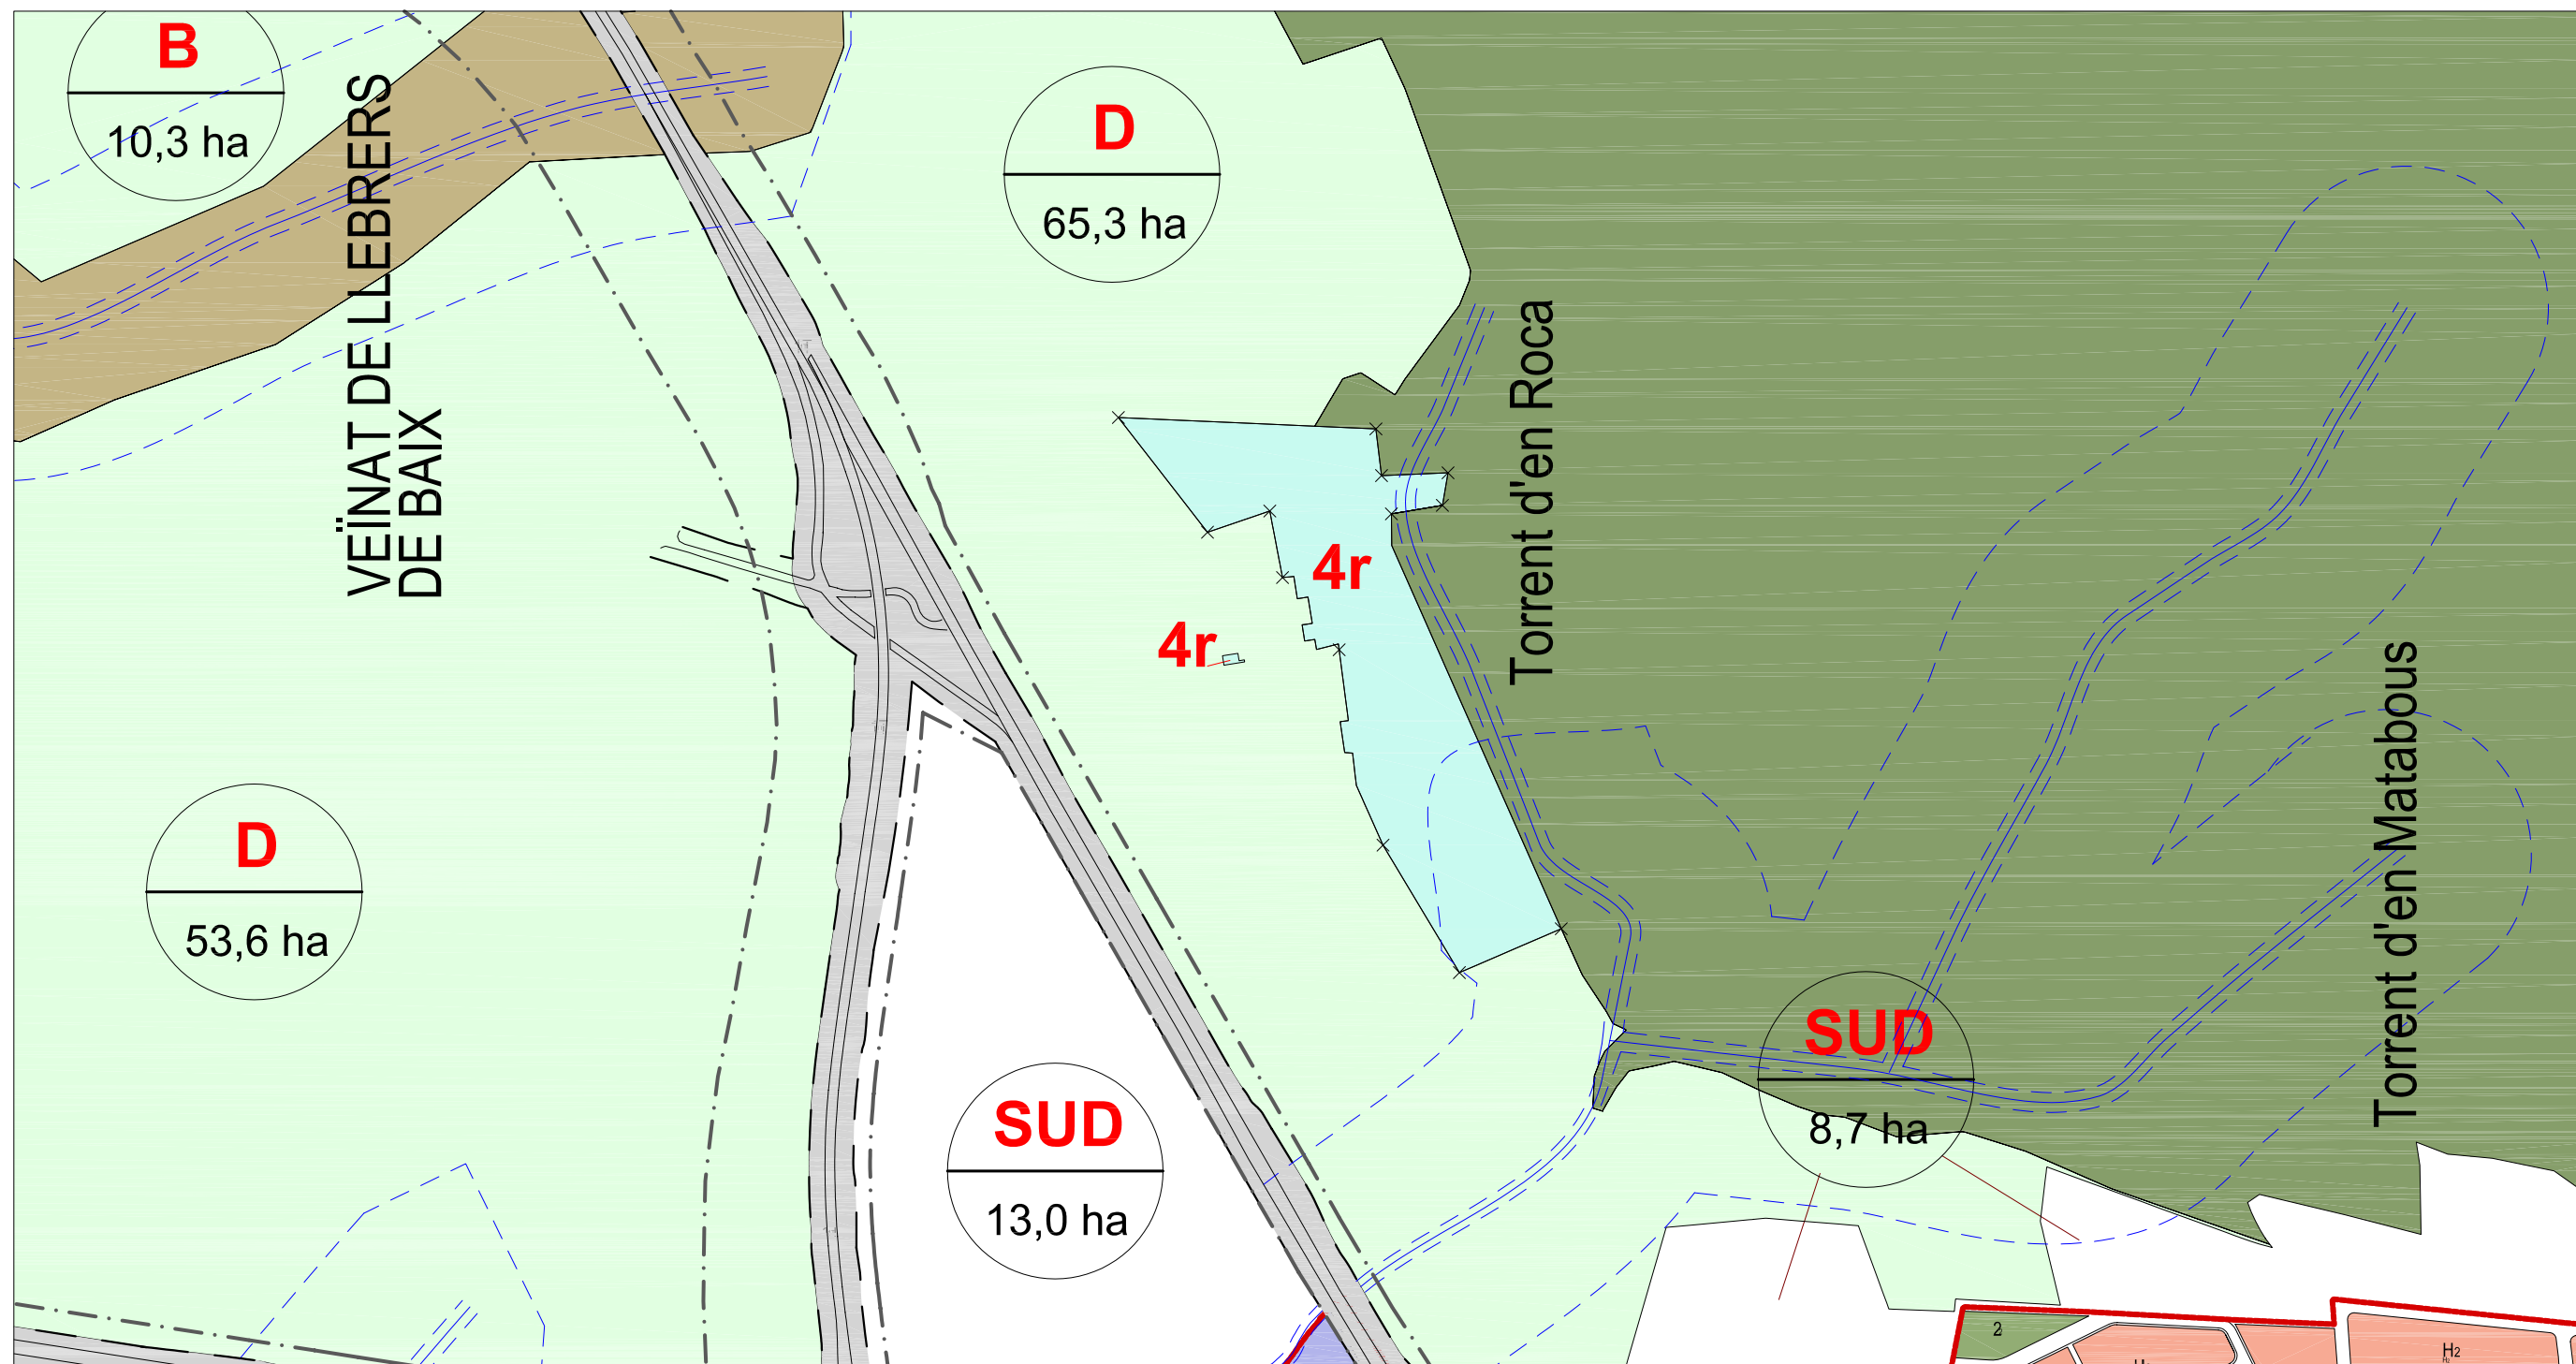 B
10,3 ha
VEÏNAT DE LLEBRERS
DE BAIX
D
65,3 ha
Torrent d'en Roca
4r
4r
Torrent d'en Matabous
D
53,6 ha
SUD
8,7 ha
SUD
13,0 ha
2
H2